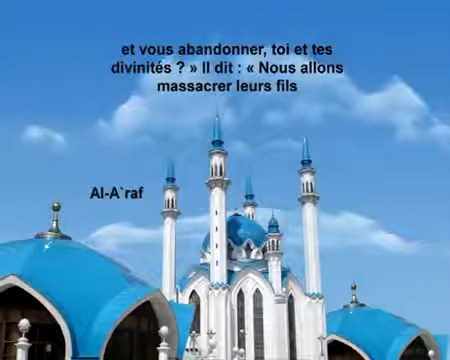 et vous abandonner, toi et tes
divinités ? » Il dit : « Nous allons
massacrer leurs fils
Al-A`raf